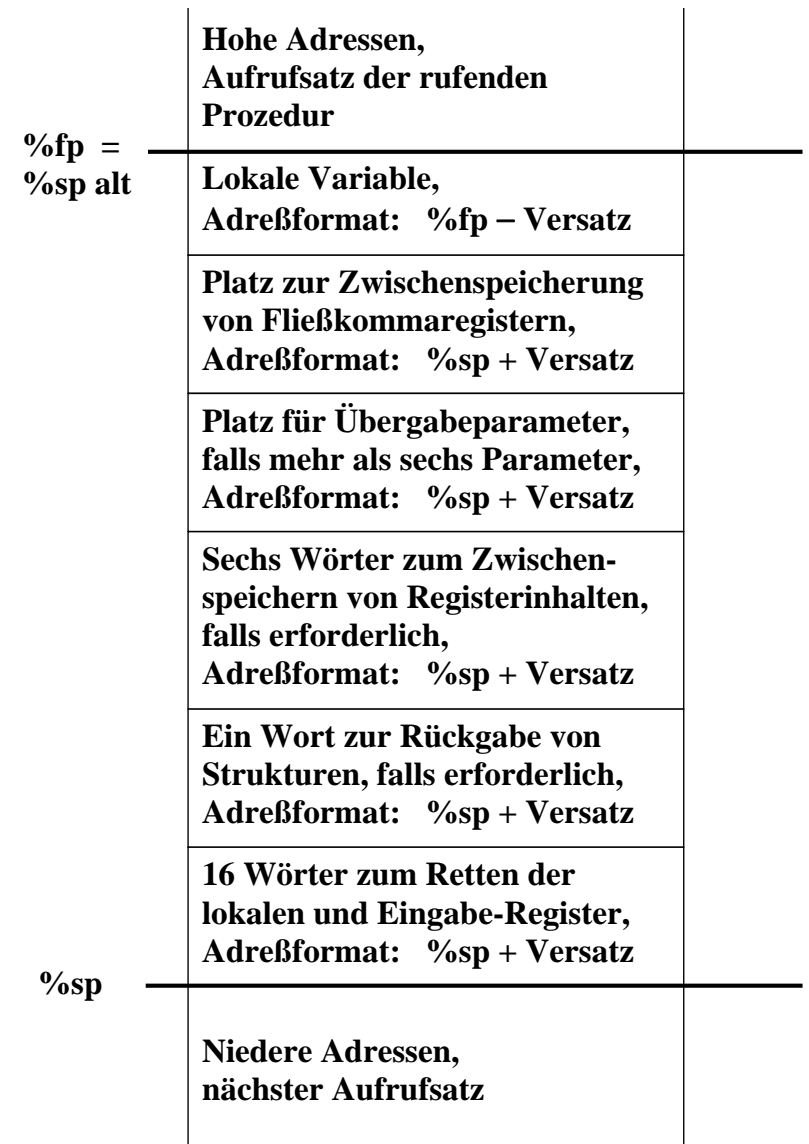 Hohe Adressen,
Aufrufsatz der rufenden
Prozedur
%fp =
%sp alt
Lokale Variable,
Adreßformat: %fp − Versatz
Platz zur Zwischenspeicherung
von Fließkommaregistern,
Adreßformat: %sp + Versatz
Platz für Übergabeparameter,
falls mehr als sechs Parameter,
Adreßformat: %sp + Versatz
Sechs Wörter zum Zwischen-
speichern von Registerinhalten,
falls erforderlich,
Adreßformat: %sp + Versatz
Ein Wort zur Rückgabe von
Strukturen, falls erforderlich,
Adreßformat: %sp + Versatz
16 Wörter zum Retten der
lokalen und Eingabe-Register,
Adreßformat: %sp + Versatz
%sp
Niedere Adressen,
nächster Aufrufsatz